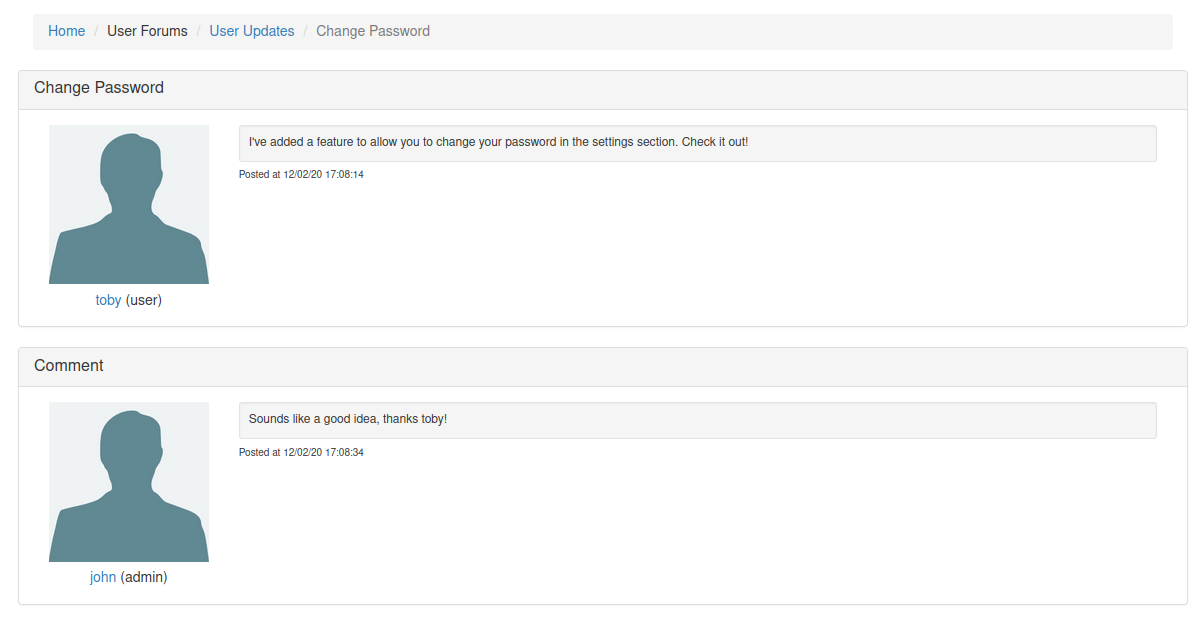 Home / User Forums / User Updates / Change Password
Change Password
I've added a feature to allow you to change your password in the settings section. Check it out!
Posted at 12/02/20 17:08:14
toby (user)
Comment
Sounds like a good idea, thanks toby!
Posted at 12/02/20 17:08:34
john (admin)